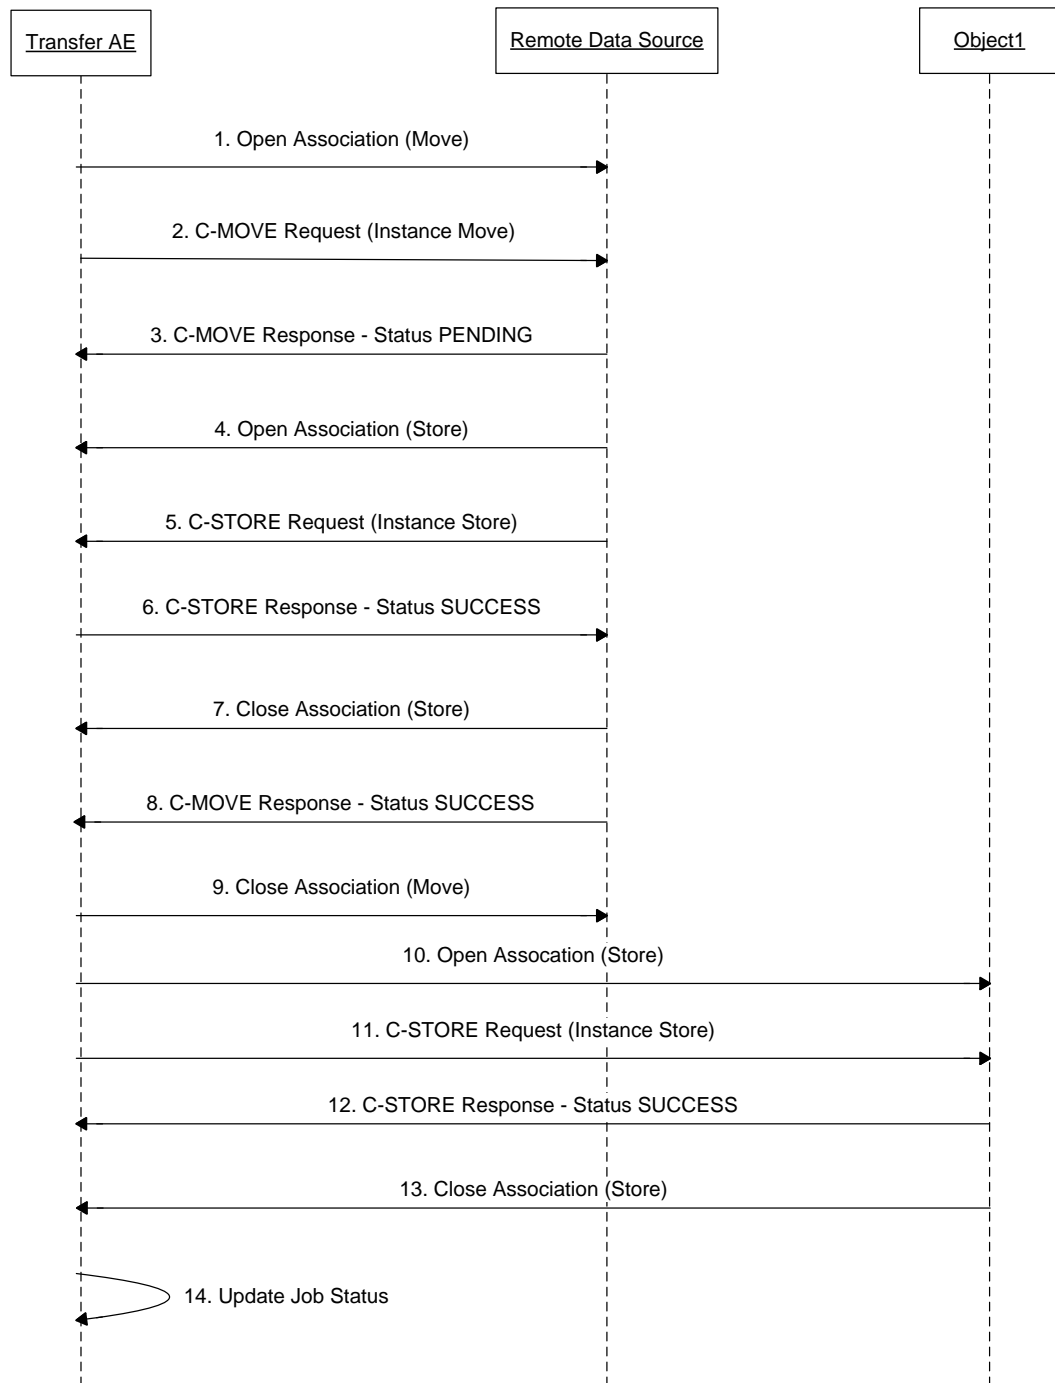 Transfer AE
Remote Data Source
Object1
1. Open Association (Move)
2. C-MOVE Request (Instance Move)
3. C-MOVE Response - Status PENDING
4. Open Association (Store)
5. C-STORE Request (Instance Store)
6. C-STORE Response - Status SUCCESS
7. Close Association (Store)
8. C-MOVE Response - Status SUCCESS
9. Close Association (Move)
10. Open Assocation (Store)
11. C-STORE Request (Instance Store)
12. C-STORE Response - Status SUCCESS
13. Close Association (Store)
14. Update Job Status